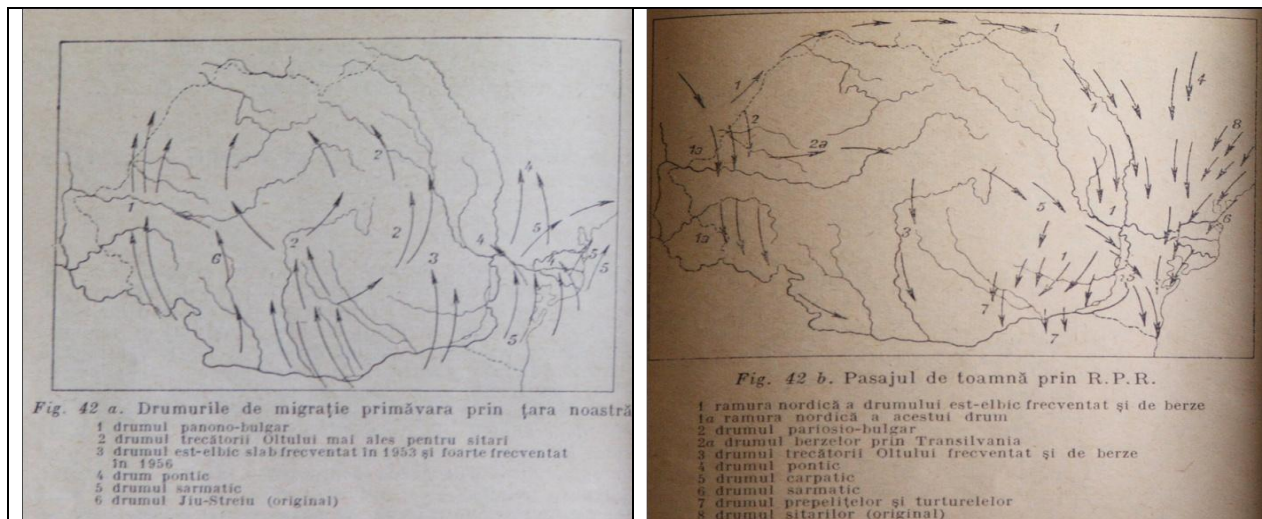 Fig. 42 a. Drumurile de migrație primăvara prin țara noastră
1 drumul panono-bulgar
2 drumul trecătorii Oltului mai ales pentru sitari
3 drumul est-elbic slab frecventat în 1953 și foarte frecventat
în 1956
4 drum pontic
5 drumul sarmatic
6 drumul Jiu-Streiu (original)
Fig. 42 b. Pasajul de toamnă prin R.P.R.
1 ramura nordică a drumului est-elbic frecventat și de berze
1a ramura nordică a acestui drum
2 drumul pariosio-bulgar
2a drumul berzelor prin Transilvania
3 drumul trecătorii Oltului frecventat și de berze
4 drumul pontic
5 drumul carpatic
6 drumul sarmatic
7 drumul prepelițelor și turturelelor
8 drumul sitarilor (original)